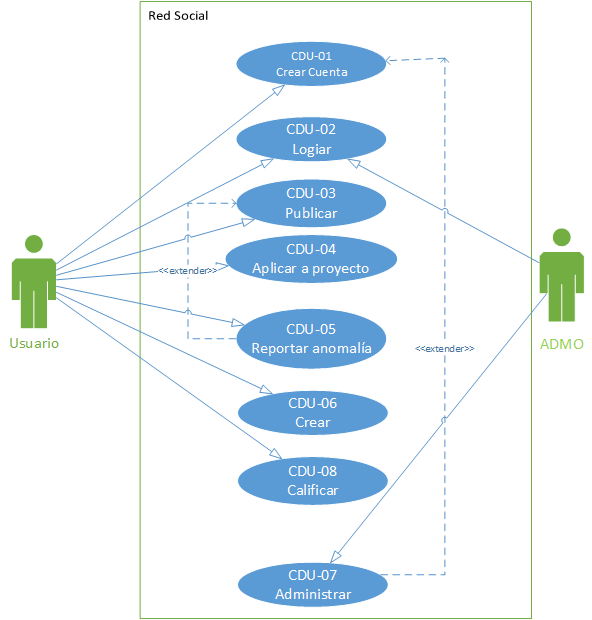 Red Social
CDU-01
Crear Cuenta
CDU-02
Logiar
CDU-03
Publicar
CDU-04
Aplicar a proyecto
<<extender>>
CDU-05
Reportar anomalía
Usuario
ADMO
<<extender>>
CDU-06
Crear
CDU-08
Calificar
CDU-07
Administrar